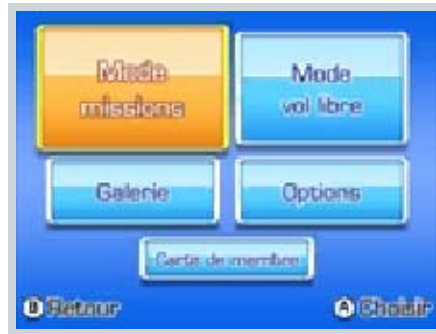 Mode
missions
Mode
vol libre
Galerie
Options
Carte de membre
B Retour
A Choisir